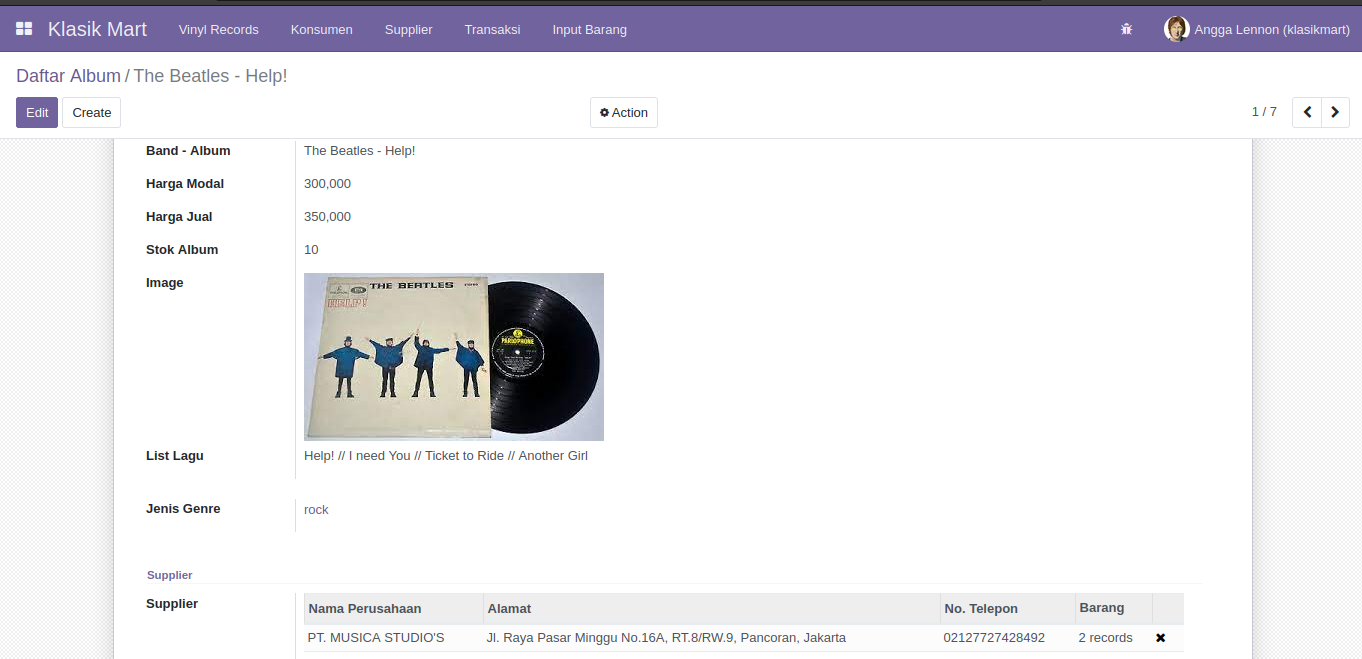 Klasik Mart Vinyl Records Konsumen Supplier Transaksi Input Barang Angga Lennon (klasikmart)
Daftar Album / The Beatles - Help!
Edit Create Action 1 / 7
Band - Album The Beatles - Help!
Harga Modal 300,000
Harga Jual 350,000
Stok Album 10
Image
THE BEATLES
HELP!
PARLOPHONE
List Lagu Help! // I need You // Ticket to Ride // Another Girl
Jenis Genre rock
Supplier
Supplier Nama Perusahaan Alamat No. Telepon Barang
PT. MUSICA STUDIO'S Jl. Raya Pasar Minggu No.16A, RT.8/RW.9, Pancoran, Jakarta 02127727428492 2 records